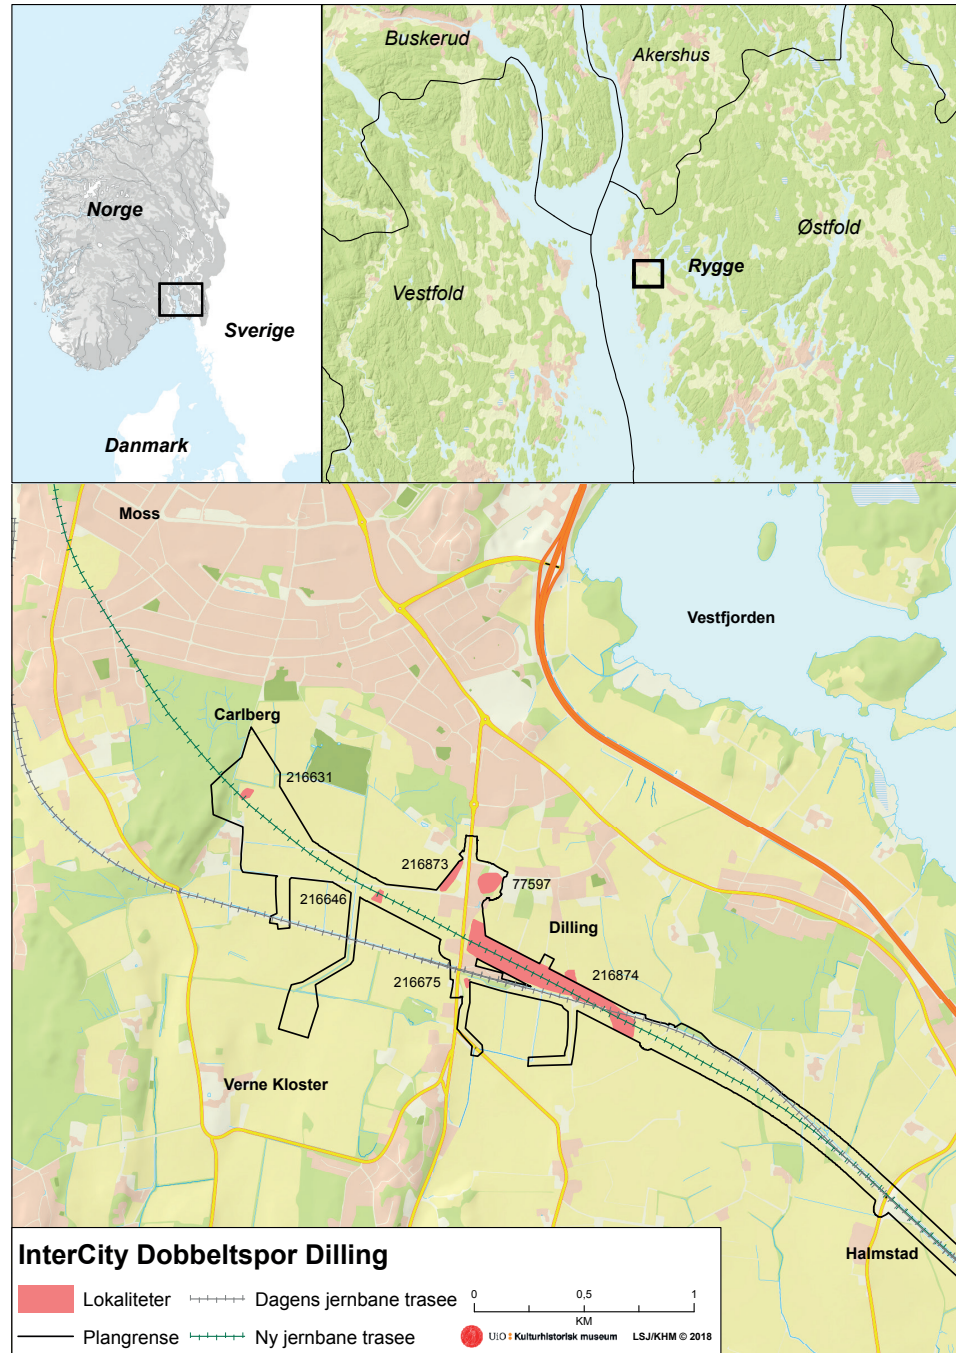 Norge
Sverige
Danmark
Buskerud
Akershus
Østfold
Rygge
Vestfold
Moss
Vestfjorden
Carlberg
216631
216873
77597
216646
Dilling
216675
216874
Verne Kloster
Halmstad
InterCity Dobbeltspor Dilling
Lokaliteter
Dagens jernbane trasee
Plangrense
Ny jernbane trasee
0 0,5 1
KM
UiO Kulturhistorisk museum LSJ/KHM © 2018